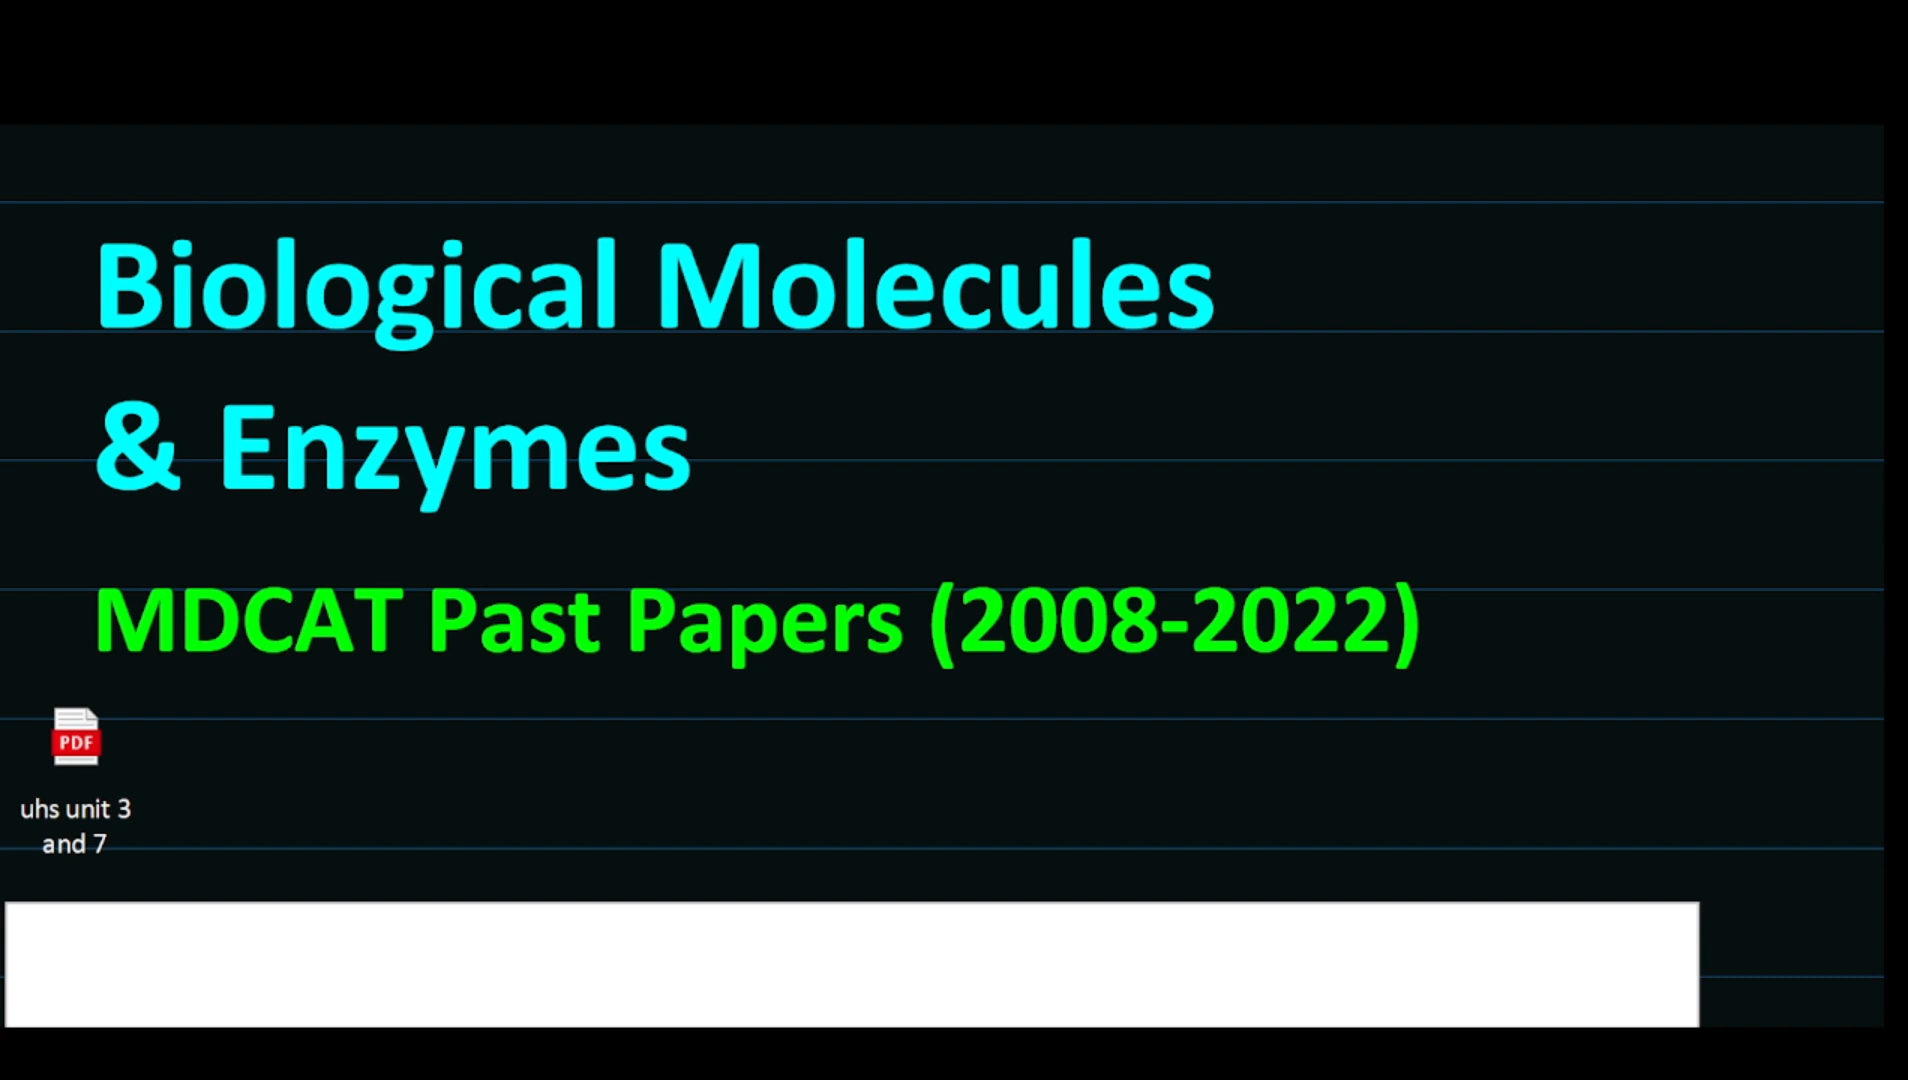 Biological Molecules
& Enzymes
MDCAT Past Papers (2008-2022)
PDF
uhs unit 3
and 7